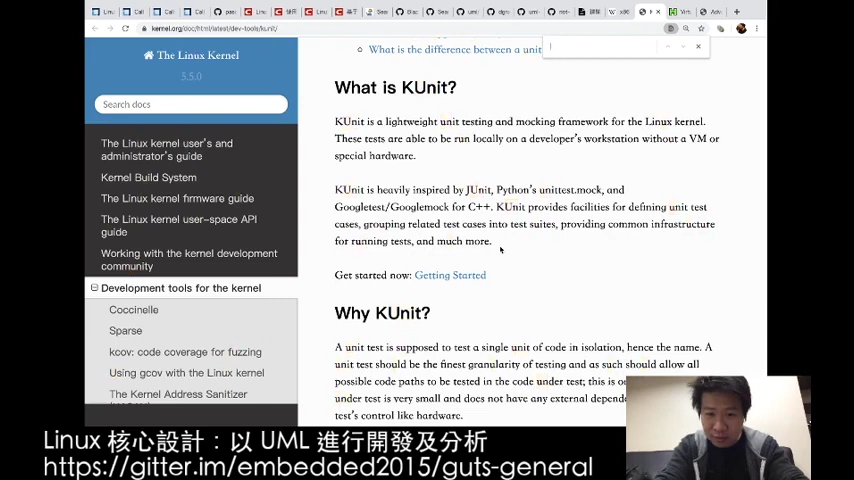 kernel.org/doc/html/latest/dev-tools/kunit/
The Linux Kernel
5.5.0
Search docs
The Linux kernel user's and
administrator's guide
Kernel Build System
The Linux kernel firmware guide
The Linux kernel user-space API
guide
Working with the kernel development
community
Development tools for the kernel
Coccinelle
Sparse
kcov: code coverage for fuzzing
Using gcov with the Linux kernel
The Kernel Address Sanitizer
What is the difference between a unit
What is KUnit?
KUnit is a lightweight unit testing and mocking framework for the Linux kernel.
These tests are able to be run locally on a developer's workstation without a VM or
special hardware.
KUnit is heavily inspired by JUnit, Python's unittest.mock, and
Googletest/Googlemock for C++. KUnit provides facilities for defining unit test
cases, grouping related test cases into test suites, providing common infrastructure
for running tests, and much more.
Get started now: Getting Started
Why KUnit?
A unit test is supposed to test a single unit of code in isolation, hence the name. A
unit test should be the finest granularity of testing and as such should allow all
possible code paths to be tested in the code under test; this is
under test is very small and does not have any external
test's control like hardware.
Linux 核心設計：以 UML 進行開發及分析
https://gitter.im/embedded2015/guts-general